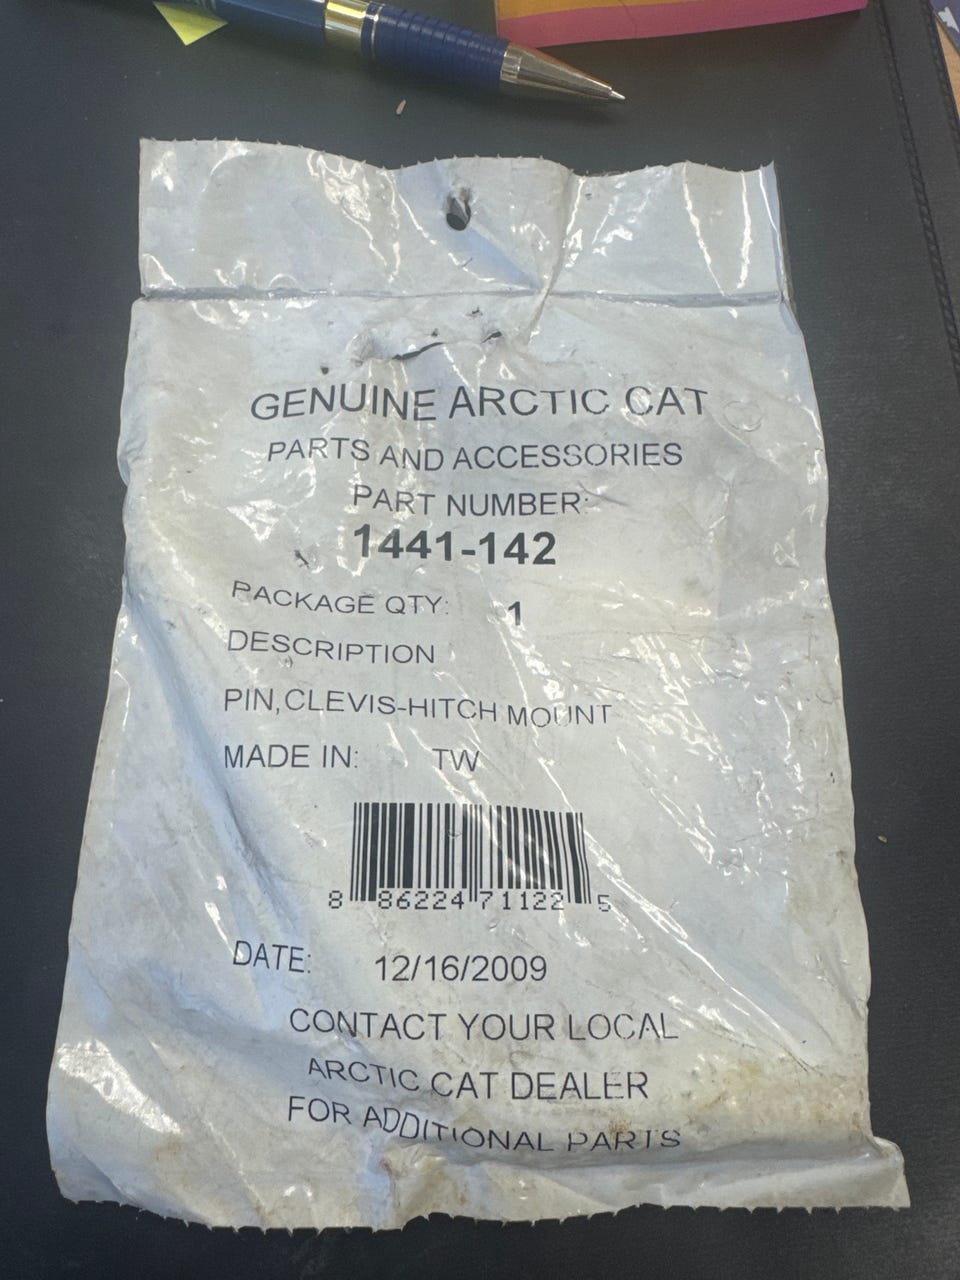 GENUINE ARCTIC CAT
PARTS AND ACCESSORIES
PART NUMBER:
1441-142
PACKAGE QTY: 1
DESCRIPTION
PIN,CLEVIS-HITCH MOUNT
MADE IN: TW
8 86224 71122 5
DATE: 12/16/2009
CONTACT YOUR LOCAL
ARCTIC CAT DEALER
FOR ADDITIONAL PARTS